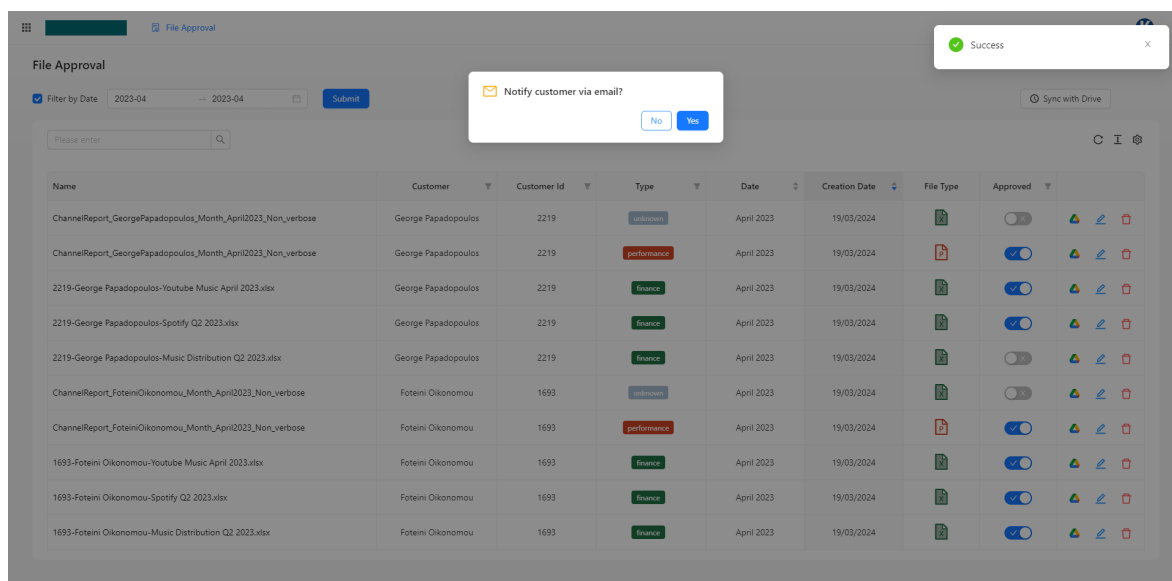 File Approval
Success
File Approval
Notify customer via email?
Filter by Date 2023-04 → 2023-04 Submit
Sync with Drive
No Yes
Please enter
Name Customer Customer Id Type Date Creation Date File Type Approved
ChannelReport_GeorgePapadopoulos_Month_April2023_Non_verbose George Papadopoulos 2219 unknown April 2023 19/03/2024
ChannelReport_GeorgePapadopoulos_Month_April2023_Non_verbose George Papadopoulos 2219 performance April 2023 19/03/2024
2219-George Papadopoulos-Youtube Music April 2023.xlsx George Papadopoulos 2219 finance April 2023 19/03/2024
2219-George Papadopoulos-Spotify Q2 2023.xlsx George Papadopoulos 2219 finance April 2023 19/03/2024
2219-George Papadopoulos-Music Distribution Q2 2023.xlsx George Papadopoulos 2219 finance April 2023 19/03/2024
ChannelReport_FoteiniOikonomou_Month_April2023_Non_verbose Foteini Oikonomou 1693 unknown April 2023 19/03/2024
ChannelReport_FoteiniOikonomou_Month_April2023_Non_verbose Foteini Oikonomou 1693 performance April 2023 19/03/2024
1693-Foteini Oikonomou-Youtube Music April 2023.xlsx Foteini Oikonomou 1693 finance April 2023 19/03/2024
1693-Foteini Oikonomou-Spotify Q2 2023.xlsx Foteini Oikonomou 1693 finance April 2023 19/03/2024
1693-Foteini Oikonomou-Music Distribution Q2 2023.xlsx Foteini Oikonomou 1693 finance April 2023 19/03/2024